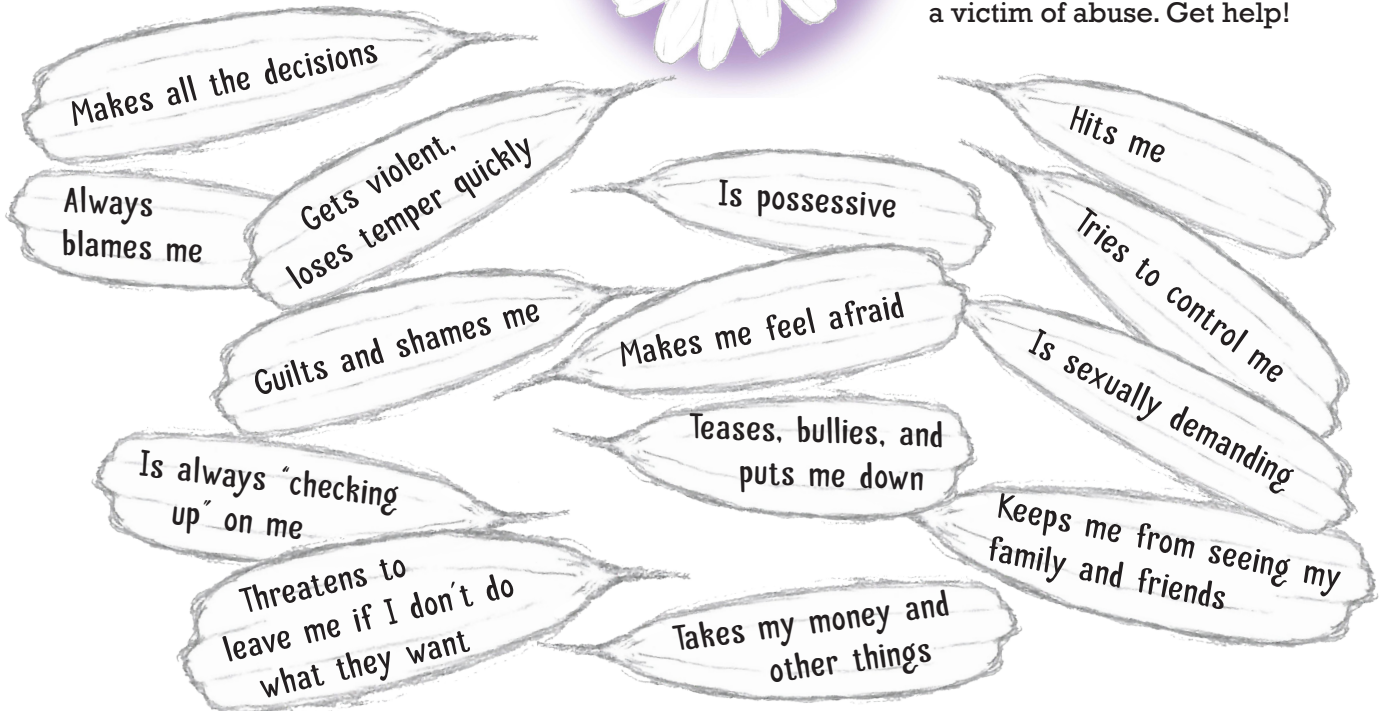 a victim of abuse. Get help!
Makes all the decisions
Gets violent,
loses temper quickly
Hits me
Always
blames me
Is possessive
Tries to control me
Guilts and shames me
Makes me feel afraid
Is sexually demanding
Teases, bullies, and
puts me down
Is always “checking
up” on me
Keeps me from seeing my
family and friends
Threatens to
leave me if I don’t do
what they want
Takes my money and
other things